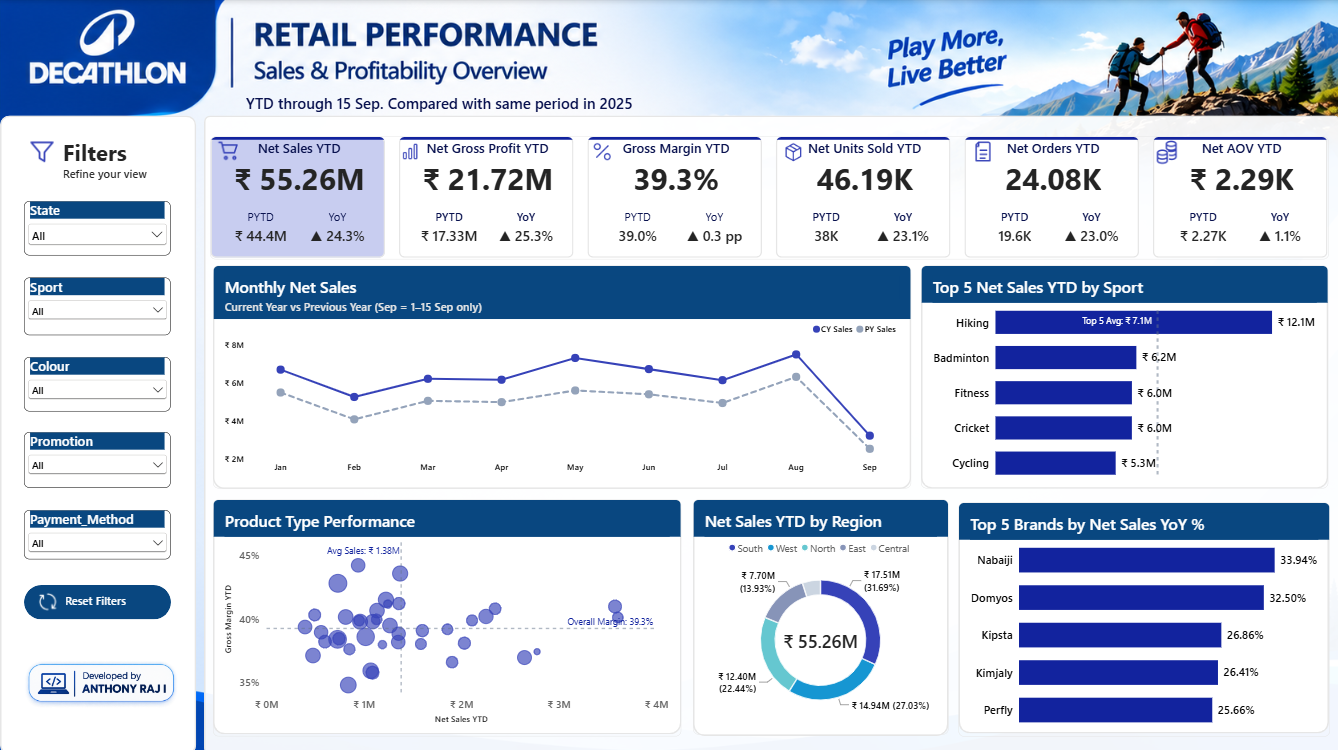 DECATHLON
RETAIL PERFORMANCE
Sales & Profitability Overview
YTD through 15 Sep. Compared with same period in 2025
Play More,
Live Better
Filters
Refine your view
State
All
Sport
All
Colour
All
Promotion
All
Payment_Method
All
Reset Filters
Developed by
ANTHONY RAJ I
Net Sales YTD
₹ 55.26M
PYTD YoY
₹ 44.4M ▲ 24.3%
Net Gross Profit YTD
₹ 21.72M
PYTD YoY
₹ 17.33M ▲ 25.3%
Gross Margin YTD
39.3%
PYTD YoY
39.0% ▲ 0.3 pp
Net Units Sold YTD
46.19K
PYTD YoY
38K ▲ 23.1%
Net Orders YTD
24.08K
PYTD YoY
19.6K ▲ 23.0%
Net AOV YTD
₹ 2.29K
PYTD YoY
₹ 2.27K ▲ 1.1%
Monthly Net Sales
Current Year vs Previous Year (Sep = 1–15 Sep only)
CY Sales PY Sales
₹ 8M
₹ 6M
₹ 4M
₹ 2M
Jan Feb Mar Apr May Jun Jul Aug Sep
Top 5 Net Sales YTD by Sport
Top 5 Avg: ₹ 7.1M
Hiking ₹ 12.1M
Badminton ₹ 6.2M
Fitness ₹ 6.0M
Cricket ₹ 6.0M
Cycling ₹ 5.3M
Product Type Performance
Avg Sales: ₹ 1.38M
Overall Margin: 39.3%
Gross Margin YTD
45%
40%
35%
₹ 0M ₹ 1M ₹ 2M ₹ 3M ₹ 4M
Net Sales YTD
Net Sales YTD by Region
South West North East Central
₹ 7.70M
(13.93%)
₹ 17.51M
(31.69%)
₹ 55.26M
₹ 12.40M
(22.44%)
₹ 14.94M (27.03%)
Top 5 Brands by Net Sales YoY %
Nabaiji 33.94%
Domyos 32.50%
Kipsta 26.86%
Kimjaly 26.41%
Perfly 25.66%